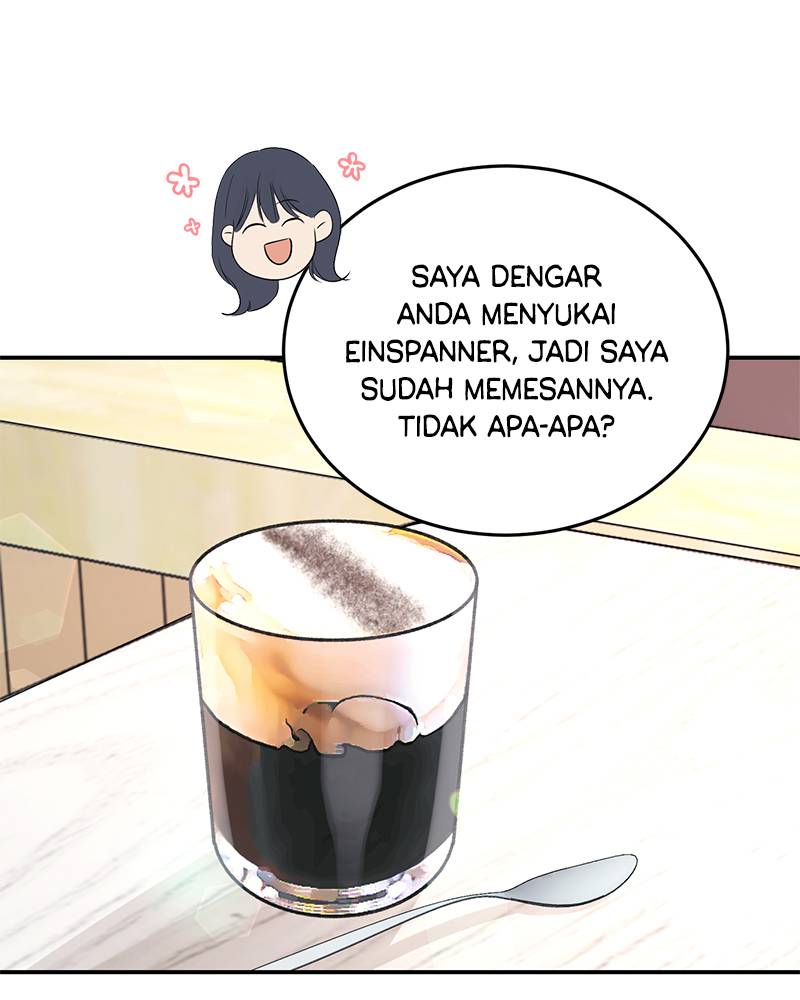 SAYA DENGAR
ANDA MENYUKAI
EINSPANNER, JADI SAYA
SUDAH MEMESANNYA.
TIDAK APA-APA?